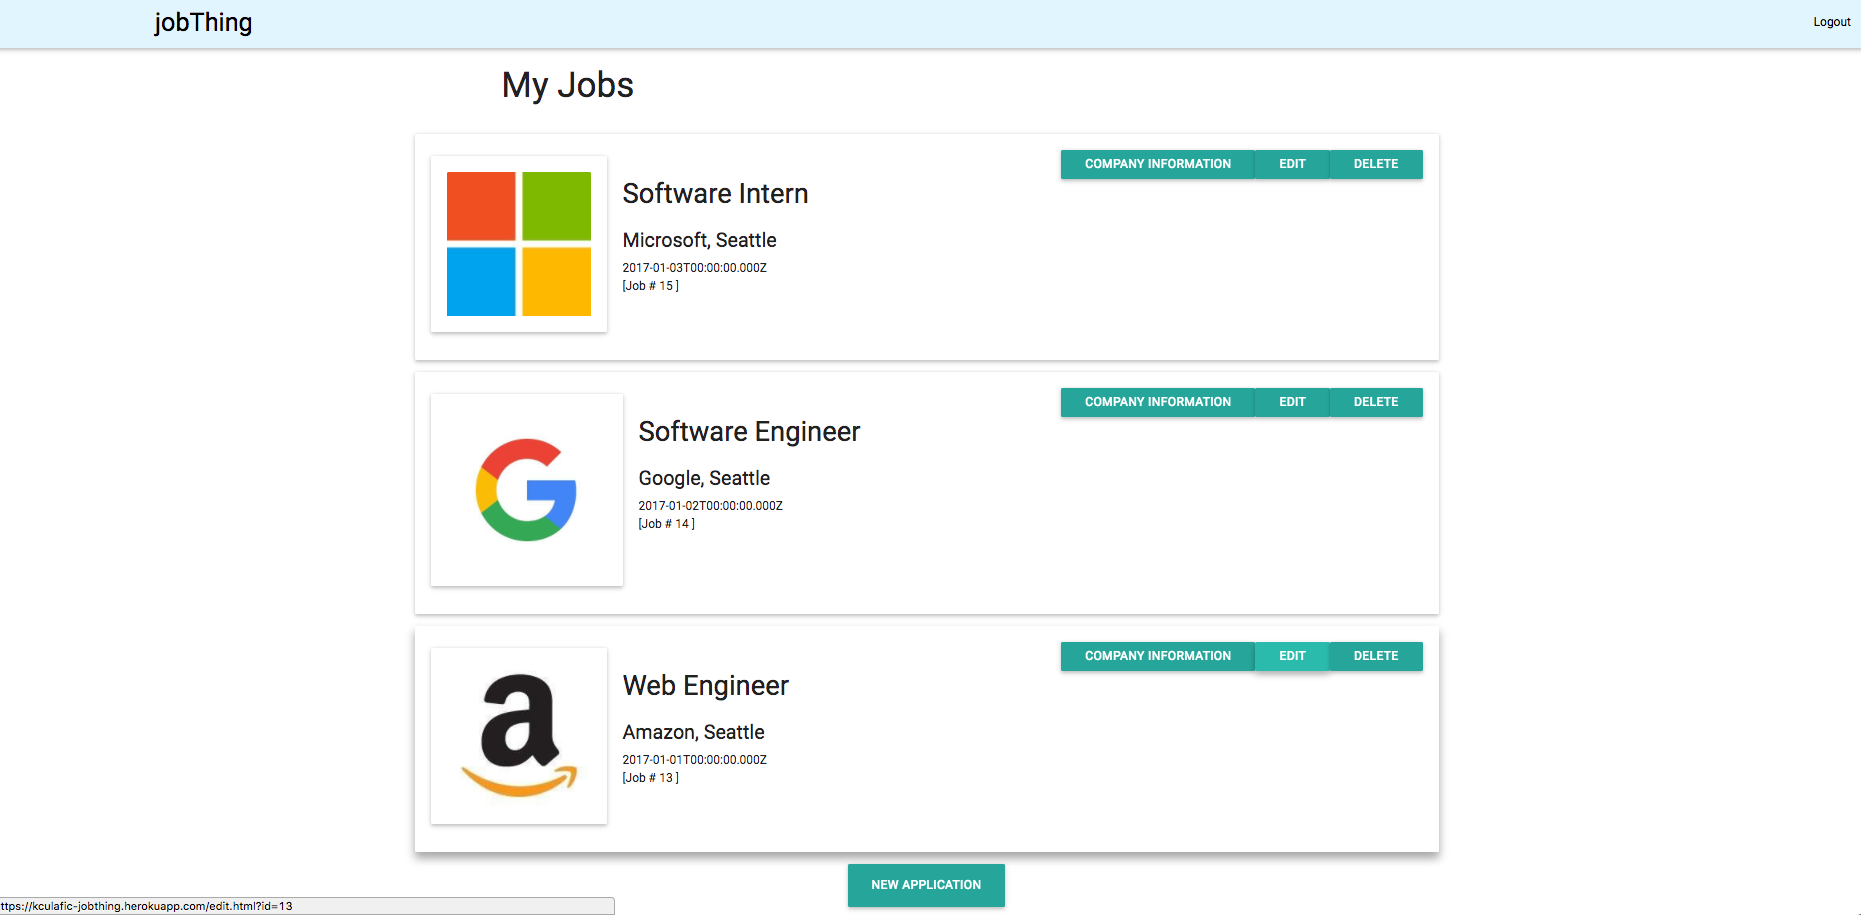 jobThing
Logout
My Jobs
COMPANY INFORMATION EDIT DELETE
Software Intern
Microsoft, Seattle
2017-01-03T00:00:00.000Z
[Job # 15 ]
COMPANY INFORMATION EDIT DELETE
Software Engineer
Google, Seattle
2017-01-02T00:00:00.000Z
[Job # 14 ]
COMPANY INFORMATION EDIT DELETE
Web Engineer
Amazon, Seattle
2017-01-01T00:00:00.000Z
[Job # 13 ]
NEW APPLICATION
ttps://kculafic-jobthing.herokuapp.com/edit.html?id=13